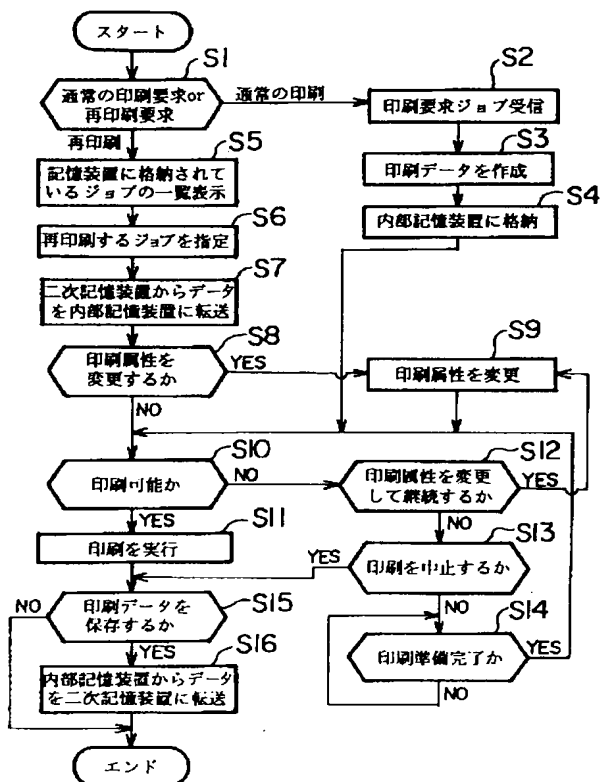 スタート
S1
通常の印刷要求or
再印刷要求
通常の印刷
再印刷
S2
印刷要求ジョブ受信
S3
印刷データを作成
S4
内部記憶装置に格納
S5
記憶装置に格納されて
いるジョブの一覧表示
S6
再印刷するジョブを指定
S7
二次記憶装置からデータ
を内部記憶装置に転送
S8
印刷属性を
変更するか
YES
NO
S9
印刷属性を変更
S10
印刷可能か
NO
YES
S12
印刷属性を変更
して継続するか
YES
NO
S11
印刷を実行
S13
印刷を中止するか
YES
NO
S14
印刷準備完了か
YES
NO
S15
印刷データを
保存するか
NO
YES
S16
内部記憶装置からデータ
を二次記憶装置に転送
エンド